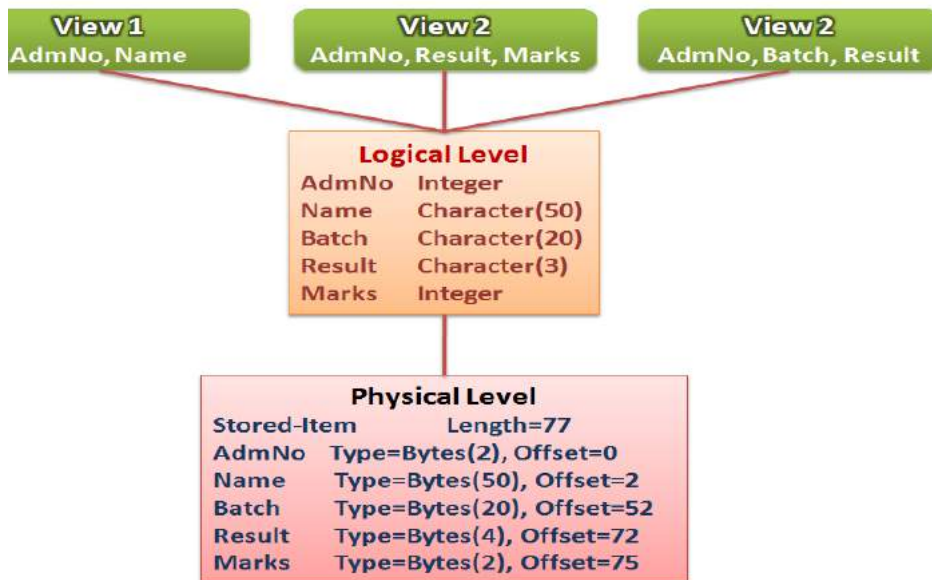 View 1
AdmNo, Name
View 2
AdmNo, Result, Marks
View 2
AdmNo, Batch, Result
Logical Level
AdmNo Integer
Name Character(50)
Batch Character(20)
Result Character(3)
Marks Integer
Physical Level
Stored-Item Length=77
AdmNo Type=Bytes(2), Offset=0
Name Type=Bytes(50), Offset=2
Batch Type=Bytes(20), Offset=52
Result Type=Bytes(4), Offset=72
Marks Type=Bytes(2), Offset=75